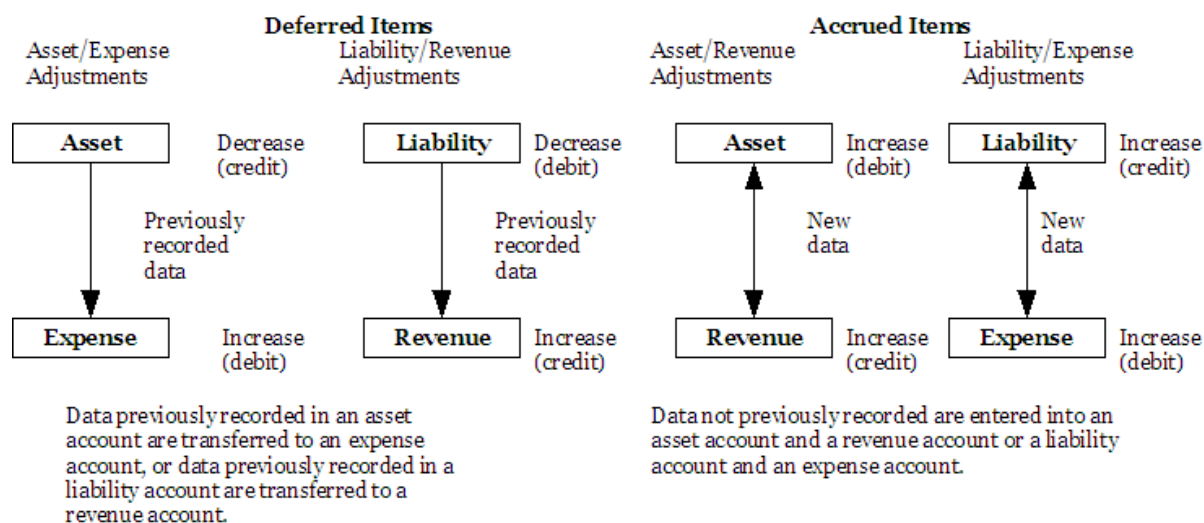 Deferred Items
Accrued Items
Asset/Expense
Adjustments
Liability/Revenue
Adjustments
Asset/Revenue
Adjustments
Liability/Expense
Adjustments
Asset
Decrease
(credit)
Previously
recorded
data
Expense
Increase
(debit)
Liability
Decrease
(debit)
Previously
recorded
data
Revenue
Increase
(credit)
Asset
Increase
(debit)
New
data
Revenue
Increase
(credit)
Liability
Increase
(credit)
New
data
Expense
Increase
(debit)
Data previously recorded in an asset
account are transferred to an expense
account, or data previously recorded in a
liability account are transferred to a
revenue account.
Data not previously recorded are entered into an
asset account and a revenue account or a liability
account and an expense account.